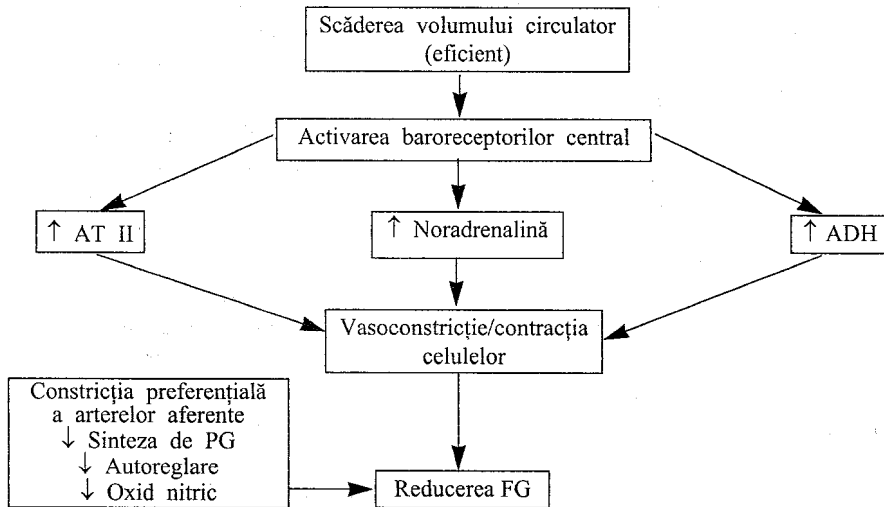 Scăderea volumului circulator
(eficient)
Activarea baroreceptorilor central
↑ AT II
↑ Noradrenalină
↑ ADH
Vasoconstricție/contracția
celulelor
Constricția preferențială
a arterelor aferente
↓ Sinteza de PG
↓ Autoreglare
↓ Oxid nitric
Reducerea FG